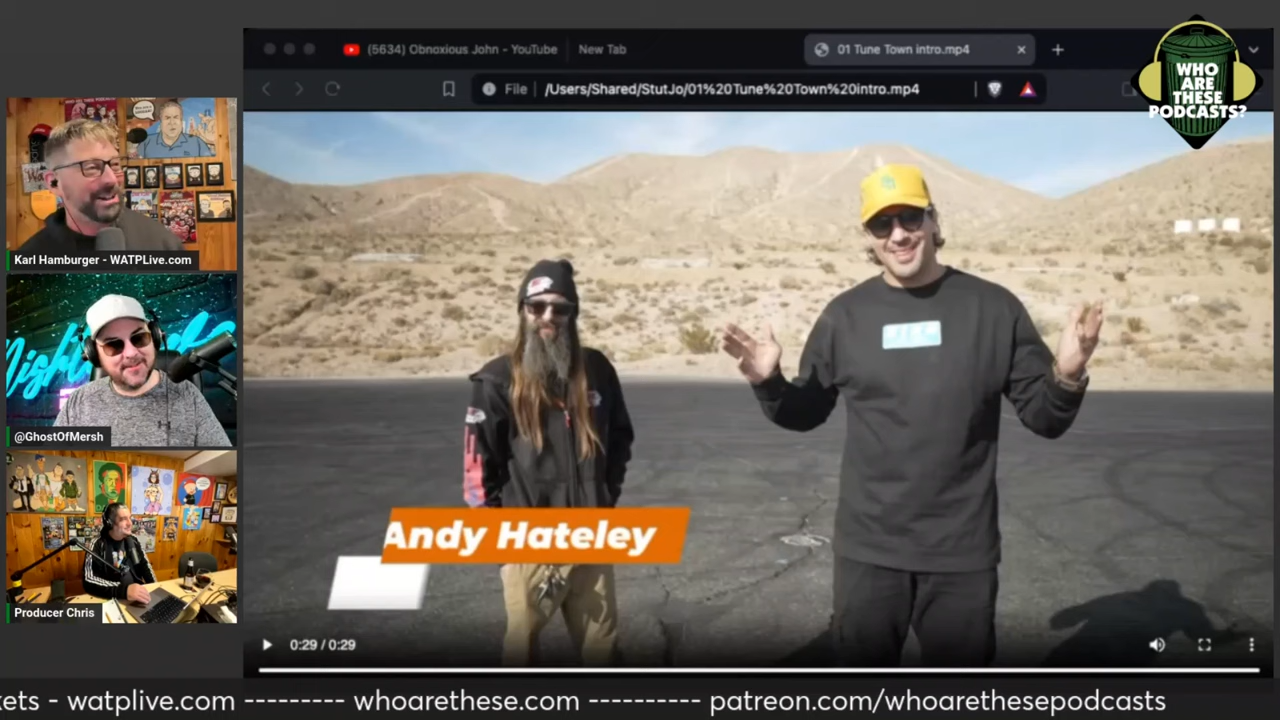 (5634) Obnoxious John - YouTube
New Tab
01 Tune Town intro.mp4
File
/Users/Shared/StutJo/01%20Tune%20Town%20intro.mp4
WHO
ARE
THESE
PODCASTS?
Karl Hamburger - WATPLive.com
Nigh
@GhostOfMersh
Producer Chris
Andy Hateley
0:29 / 0:29
kets - watplive.com --------- whoarethese.com ---------- patreon.com/whoarethesepodcasts